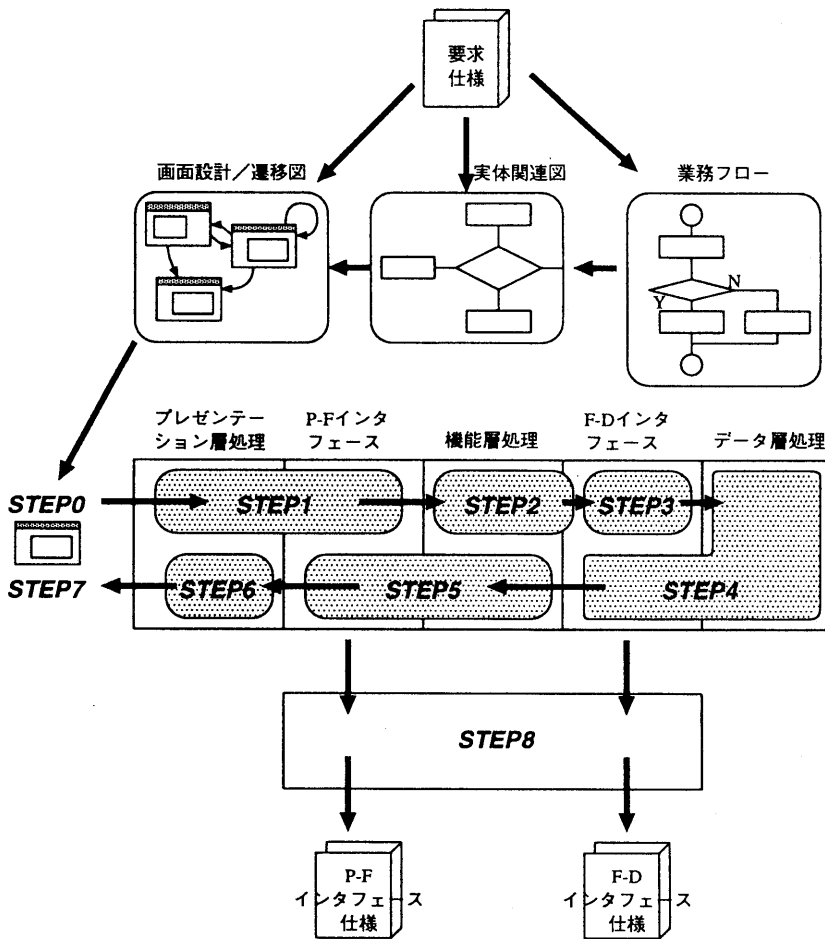 要求
仕様
画面設計／遷移図
実体関連図
業務フロー
N
Y
プレゼンテー
ション層処理
P-Fインタ
フェース
機能層処理
F-Dインタ
フェース
データ層処理
STEP0
STEP1
STEP2
STEP3
STEP7
STEP6
STEP5
STEP4
STEP8
P-F
インタフェース
仕様
F-D
インタフェース
仕様